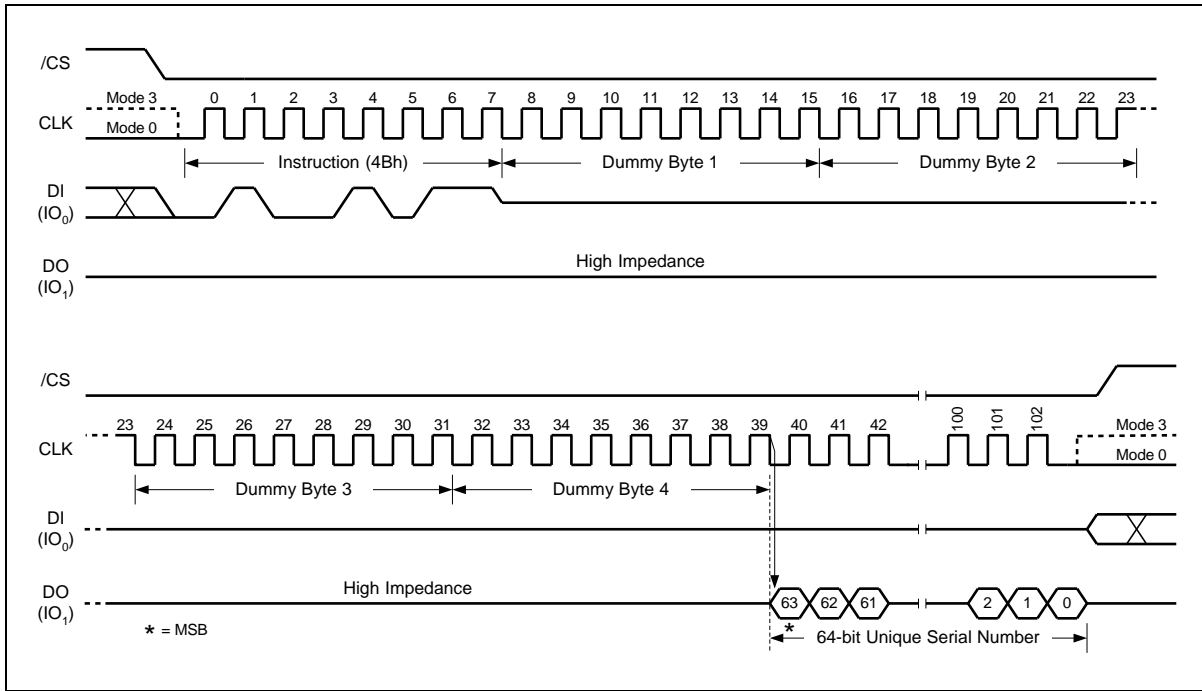 /CS
Mode 3
0 1 2 3 4 5 6 7 8 9 10 11 12 13 14 15 16 17 18 19 20 21 22 23
CLK
Mode 0
Instruction (4Bh)
Dummy Byte 1
Dummy Byte 2
DI
(IO0)
High Impedance
DO
(IO1)
/CS
23 24 25 26 27 28 29 30 31 32 33 34 35 36 37 38 39 40 41 42 100 101 102
Mode 3
CLK
Mode 0
Dummy Byte 3
Dummy Byte 4
DI
(IO0)
High Impedance
DO
(IO1)
63 62 61 2 1 0
* = MSB
*
64-bit Unique Serial Number